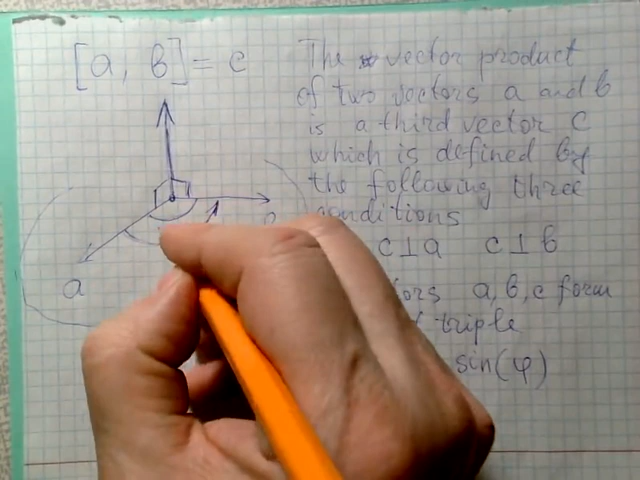 [a, b] = c
The vector product
of two vectors a and b
is a third vector c
which is defined by
the following three
conditions
c⊥a c⊥b
a, b, c form
triple
sin(φ)
a